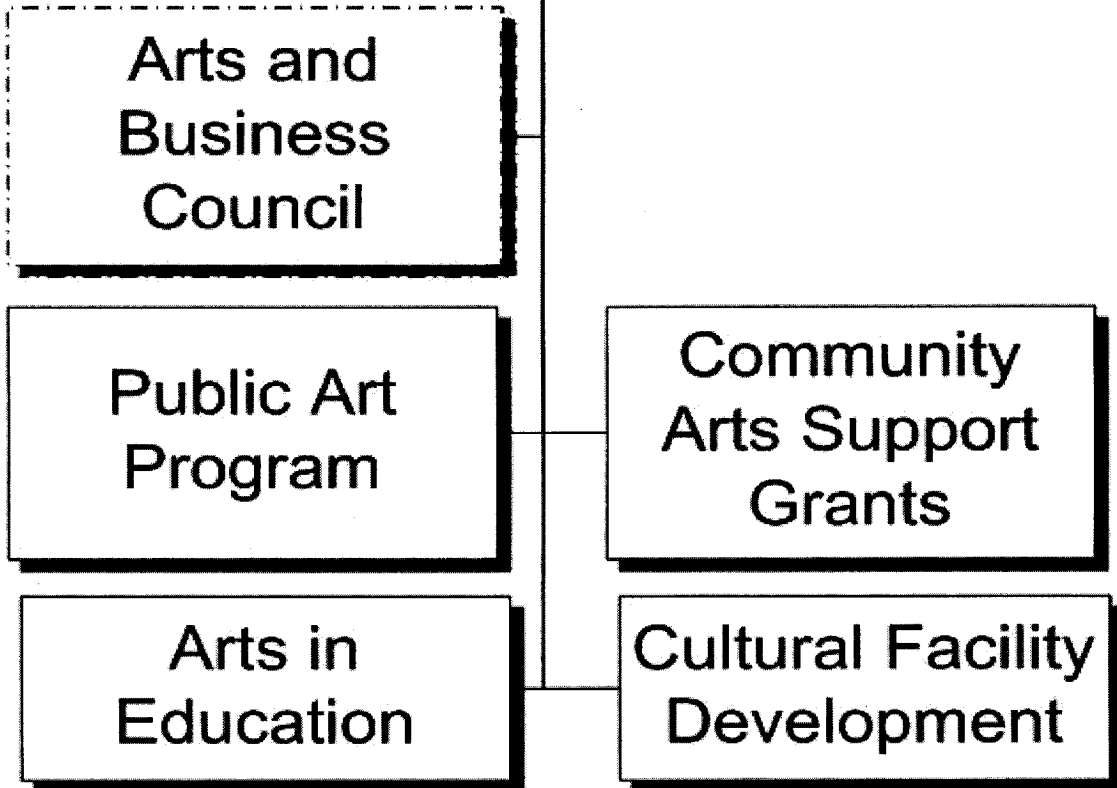 Arts and
Business
Council
Public Art
Program
Community
Arts Support
Grants
Arts in
Education
Cultural Facility
Development